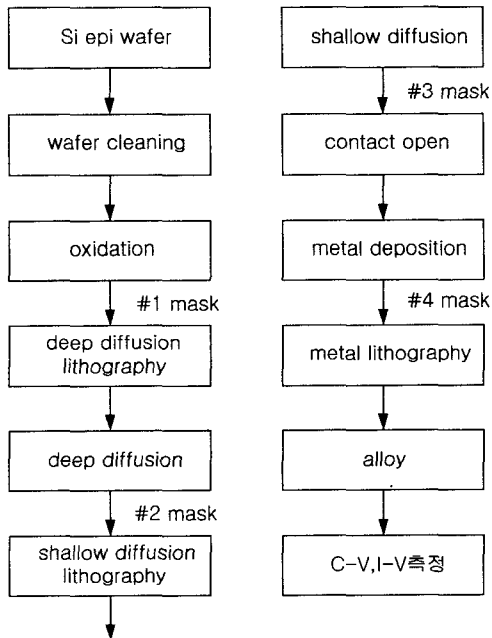 Si epi wafer
wafer cleaning
oxidation
#1 mask
deep diffusion
lithography
deep diffusion
#2 mask
shallow diffusion
lithography
shallow diffusion
#3 mask
contact open
metal deposition
#4 mask
metal lithography
alloy
C-V,I-V측정